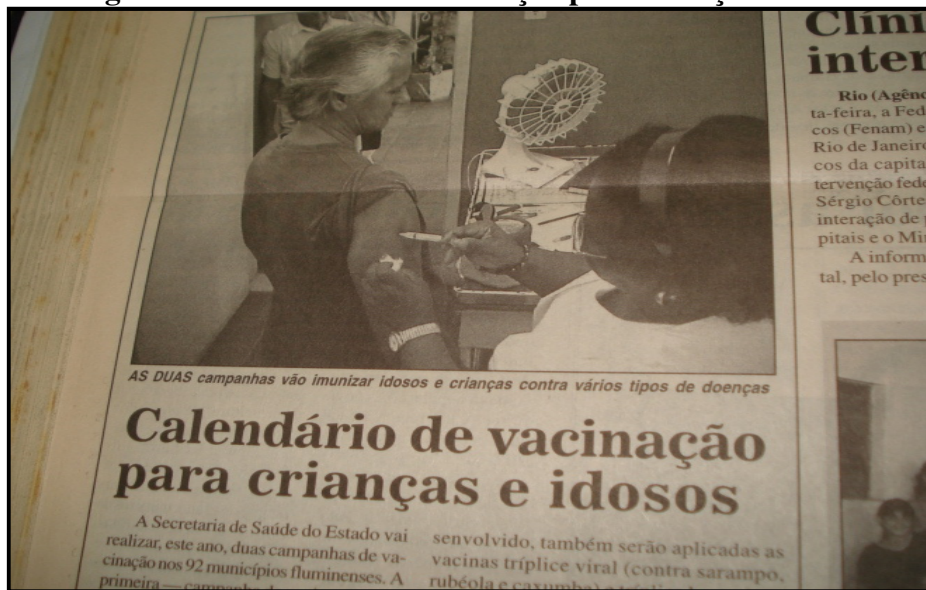 AS DUAS campanhas vão imunizar idosos e crianças contra vários tipos de doenças
Calendário de vacinação
para crianças e idosos
A Secretaria de Saúde do Estado vai
realizar, este ano, duas campanhas de va-
cinação nos 92 municípios fluminenses. A
primeira — campanha
senvolvido, também serão aplicadas as
vacinas tríplice viral (contra sarampo,
rubéola e caxumba)
inter
Rio (Agênc
ta-feira, a Fed
cos (Fenam) e
Rio de Janeiro
cos da capita
tervenção fede
Sérgio Côrte
interação de
pitais e o Mi
A inform
tal, pelo pres